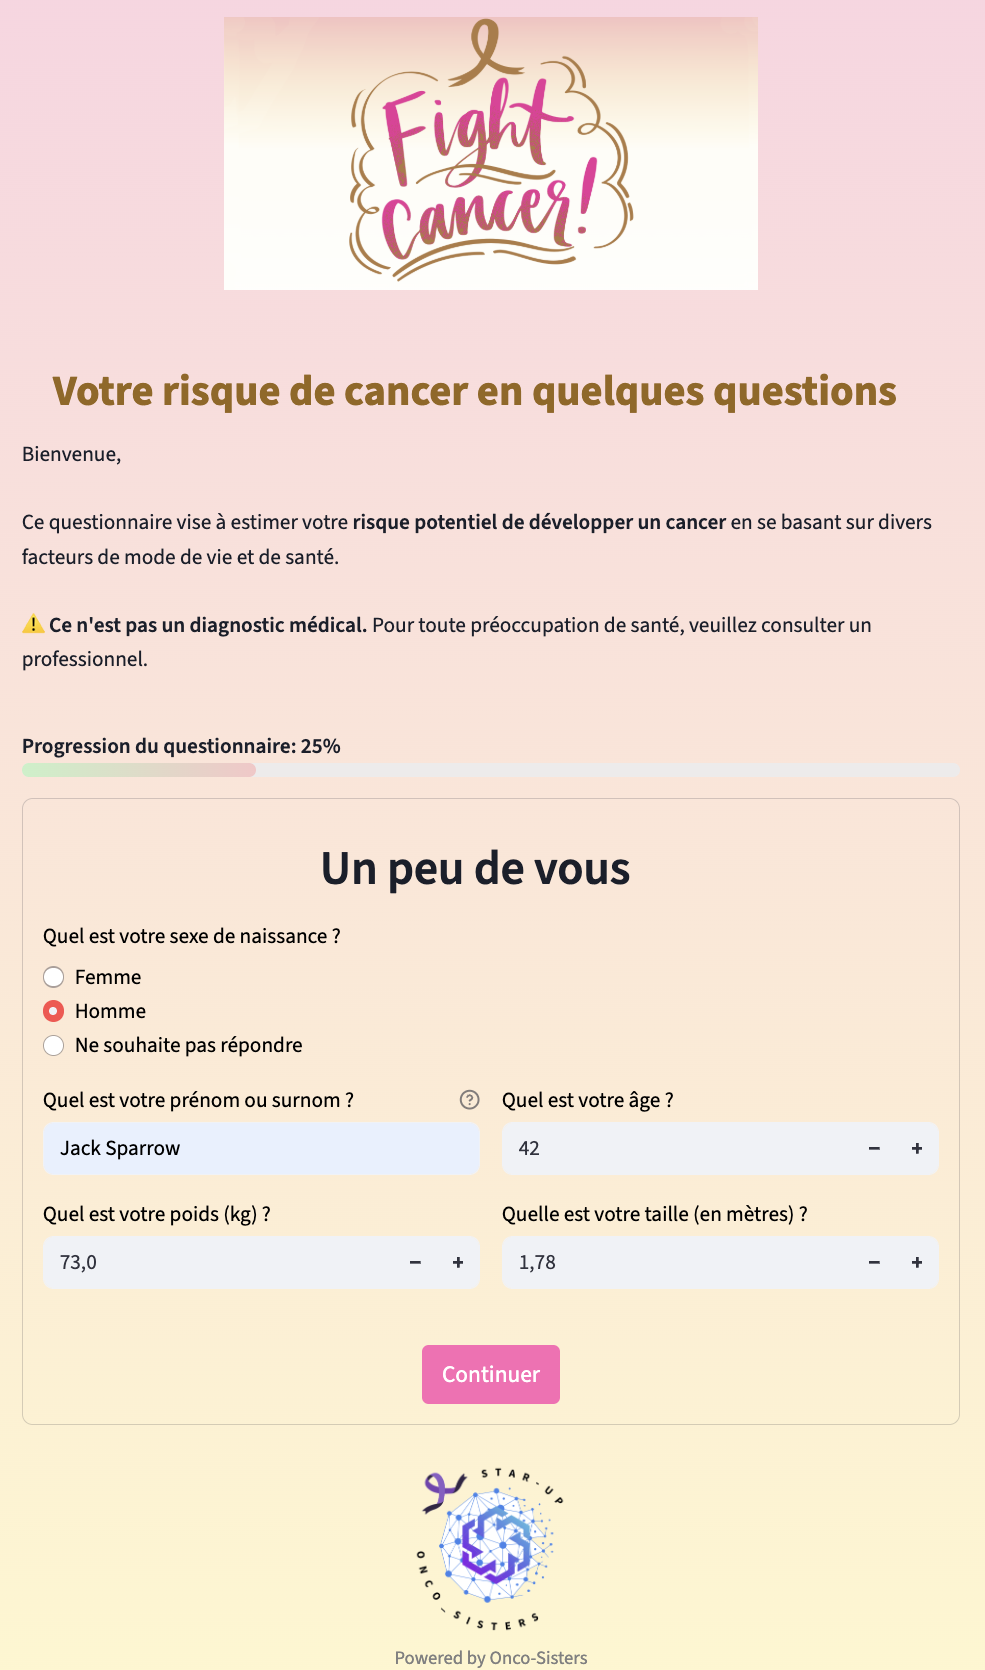 Fight
Cancer!
Votre risque de cancer en quelques questions
Bienvenue,
Ce questionnaire vise à estimer votre risque potentiel de développer un cancer en se basant sur divers
facteurs de mode de vie et de santé.
⚠️ Ce n'est pas un diagnostic médical. Pour toute préoccupation de santé, veuillez consulter un
professionnel.
Progression du questionnaire: 25%
Un peu de vous
Quel est votre sexe de naissance ?
Femme
Homme
Ne souhaite pas répondre
Quel est votre prénom ou surnom ?
Jack Sparrow
Quel est votre âge ?
42
Quel est votre poids (kg) ?
73,0
Quelle est votre taille (en mètres) ?
1,78
Continuer
STAR-UP
ONCO_SISTERS
Powered by Onco-Sisters